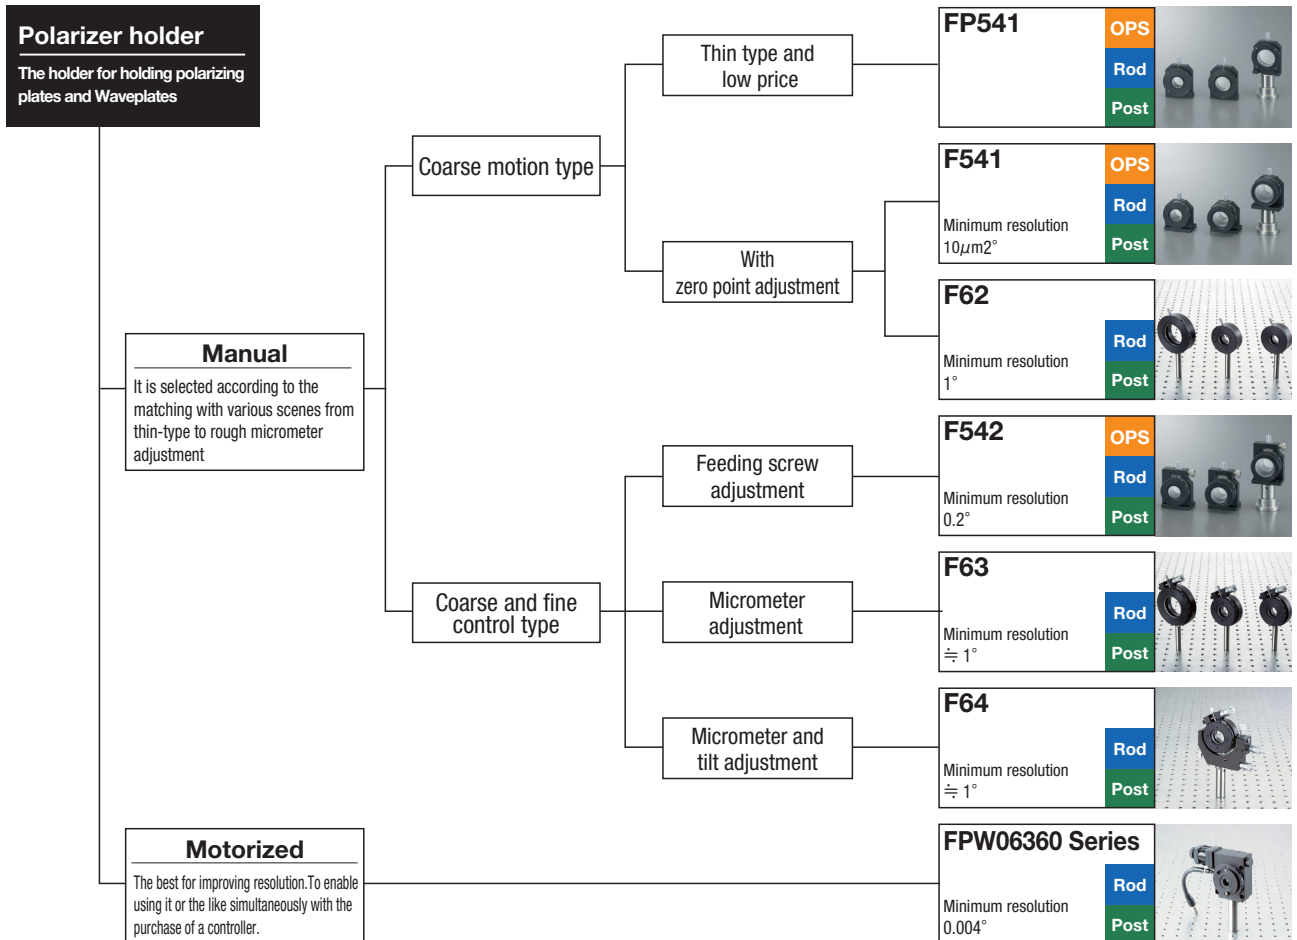 Polarizer holder
The holder for holding polarizing
plates and Waveplates
Manual
It is selected according to the
matching with various scenes from
thin-type to rough micrometer
adjustment
Motorized
The best for improving resolution.To enable
using it or the like simultaneously with the
purchase of a controller.
Coarse motion type
Coarse and fine
control type
Thin type and
low price
With
zero point adjustment
Feeding screw
adjustment
Micrometer
adjustment
Micrometer and
tilt adjustment
FP541
OPS
Rod
Post
F541
Minimum resolution
10μm2°
OPS
Rod
Post
F62
Minimum resolution
1°
Rod
Post
F542
Minimum resolution
0.2°
OPS
Rod
Post
F63
Minimum resolution
≒ 1°
Rod
Post
F64
Minimum resolution
≒ 1°
Rod
Post
FPW06360 Series
Minimum resolution
0.004°
Rod
Post